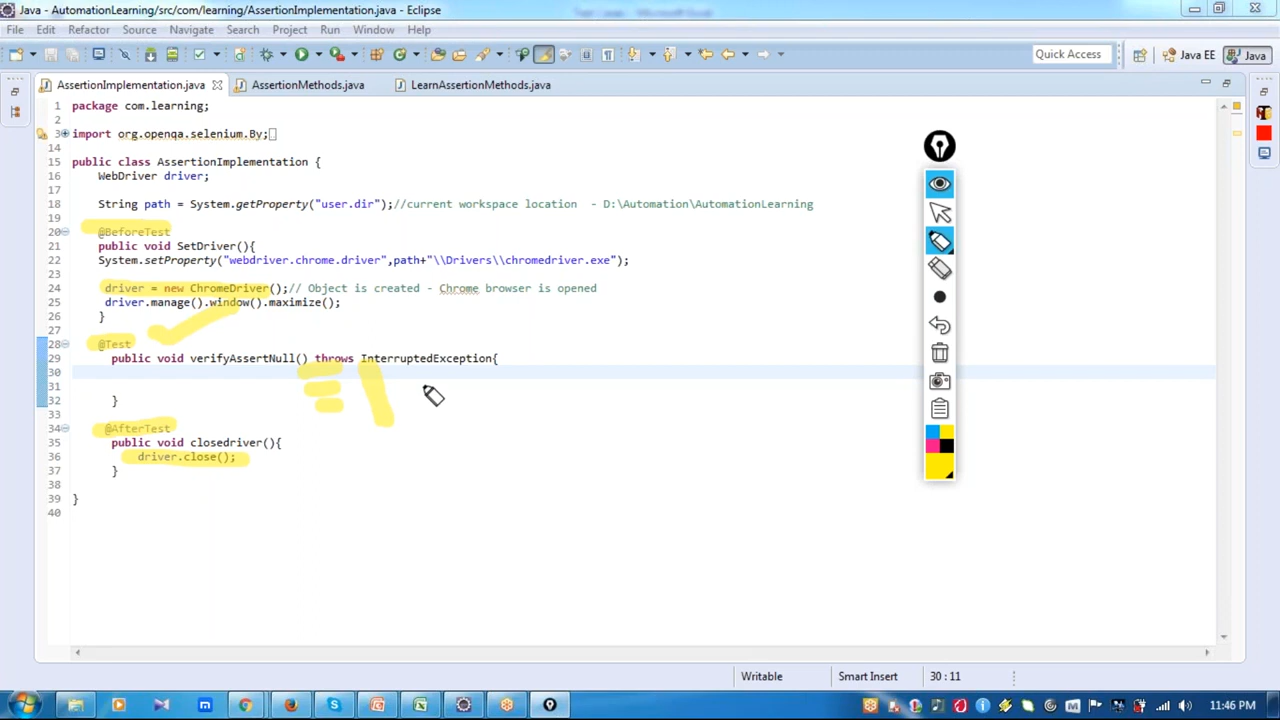 Java - AutomationLearning/src/com/learning/AssertionImplementation.java - Eclipse
File Edit Refactor Source Navigate Search Project Run Window Help
Quick Access Java EE Java
AssertionImplementation.java AssertionMethods.java LearnAssertionMethods.java
1 package com.learning;
2
3 import org.openqa.selenium.By;
14
15 public class AssertionImplementation {
16 WebDriver driver;
17
18 String path = System.getProperty("user.dir");//current workspace location - D:\Automation\AutomationLearning
19
20 @BeforeTest
21 public void SetDriver(){
22 System.setProperty("webdriver.chrome.driver",path+"\\Drivers\\chromedriver.exe");
23
24 driver = new ChromeDriver();// Object is created - Chrome browser is opened
25 driver.manage().window().maximize();
26 }
27
28 @Test
29 public void verifyAssertNull() throws InterruptedException{
30
31
32 }
33
34 @AfterTest
35 public void closedriver(){
36 driver.close();
37 }
38
39 }
40
Writable Smart Insert 30 : 11
11:46 PM